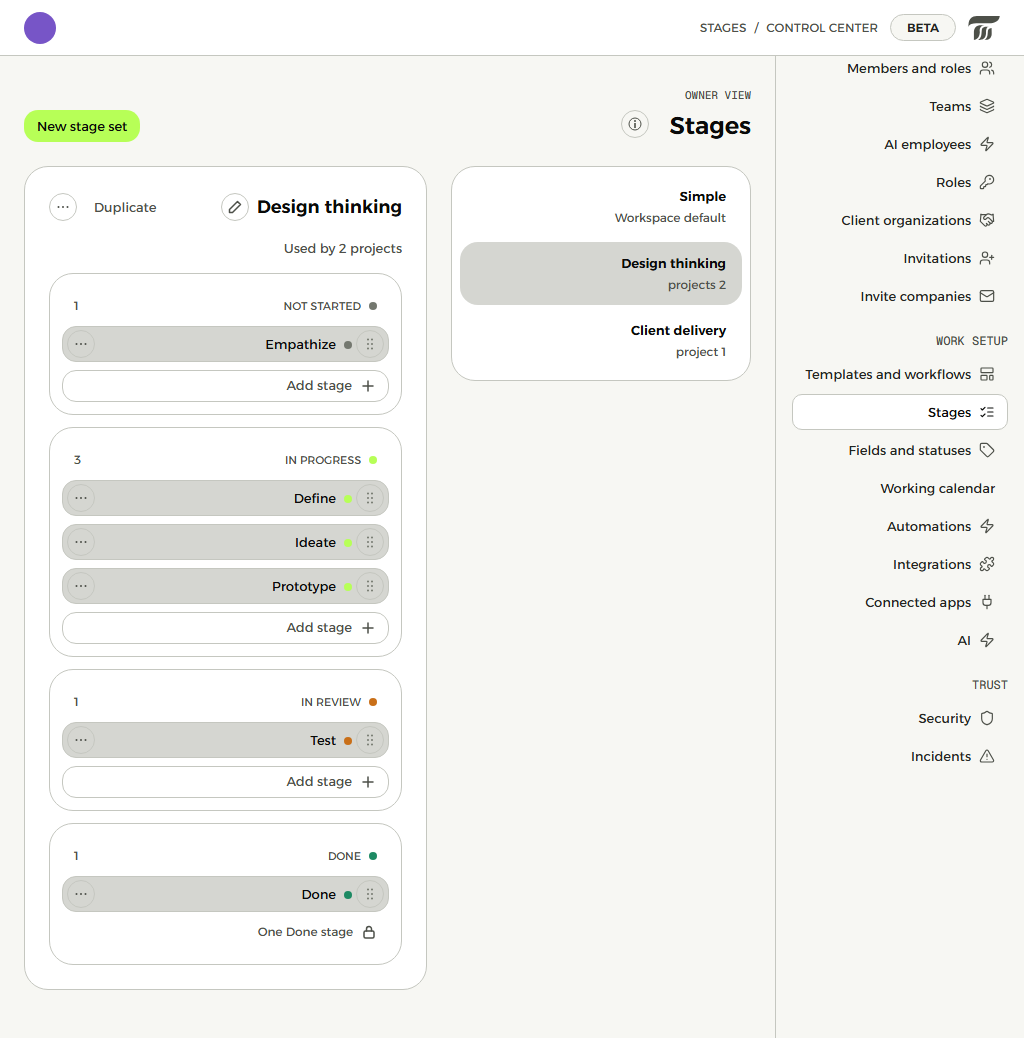 STAGES / CONTROL CENTER
BETA
OWNER VIEW
Stages
New stage set
Design thinking
Duplicate
Used by 2 projects
NOT STARTED
1
Empathize
Add stage
IN PROGRESS
3
Define
Ideate
Prototype
Add stage
IN REVIEW
1
Test
Add stage
DONE
1
Done
One Done stage
Simple
Workspace default
Design thinking
projects 2
Client delivery
project 1
Members and roles
Teams
AI employees
Roles
Client organizations
Invitations
Invite companies
WORK SETUP
Templates and workflows
Stages
Fields and statuses
Working calendar
Automations
Integrations
Connected apps
AI
TRUST
Security
Incidents